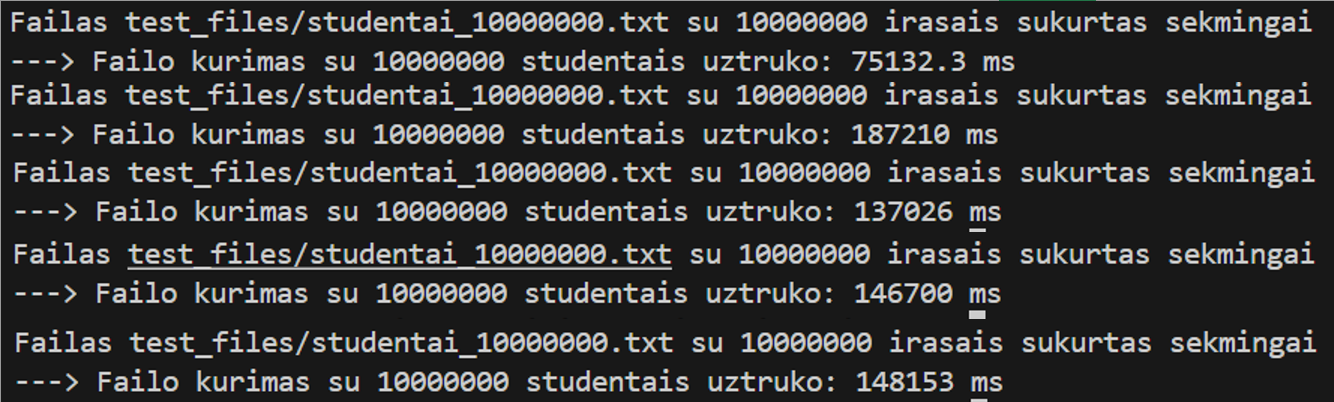 Failas test_files/studentai_10000000.txt su 10000000 irasais sukurtas sekmingai
---> Failo kurimas su 10000000 studentais uztruko: 75132.3 ms
Failas test_files/studentai_10000000.txt su 10000000 irasais sukurtas sekmingai
---> Failo kurimas su 10000000 studentais uztruko: 187210 ms
Failas test_files/studentai_10000000.txt su 10000000 irasais sukurtas sekmingai
---> Failo kurimas su 10000000 studentais uztruko: 137026 ms
Failas test_files/studentai_10000000.txt su 10000000 irasais sukurtas sekmingai
---> Failo kurimas su 10000000 studentais uztruko: 146700 ms
Failas test_files/studentai_10000000.txt su 10000000 irasais sukurtas sekmingai
---> Failo kurimas su 10000000 studentais uztruko: 148153 ms